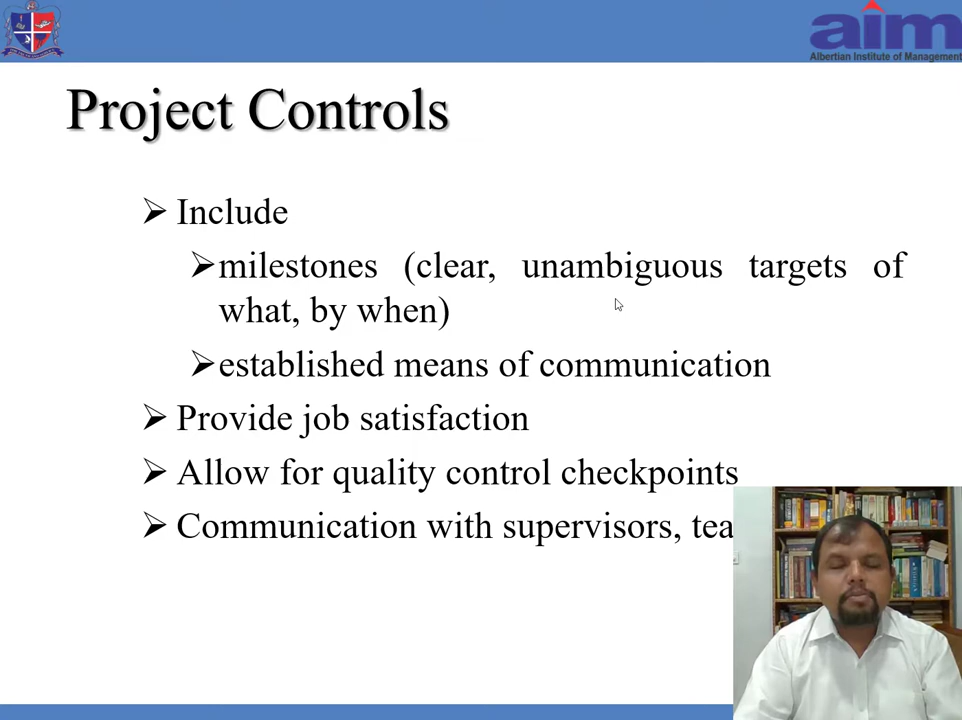 aim
Albertian Institute of Management
Project Controls
➢ Include
➢milestones (clear, unambiguous targets of
what, by when)
➢established means of communication
➢ Provide job satisfaction
➢ Allow for quality control checkpoints
➢ Communication with supervisors, tea